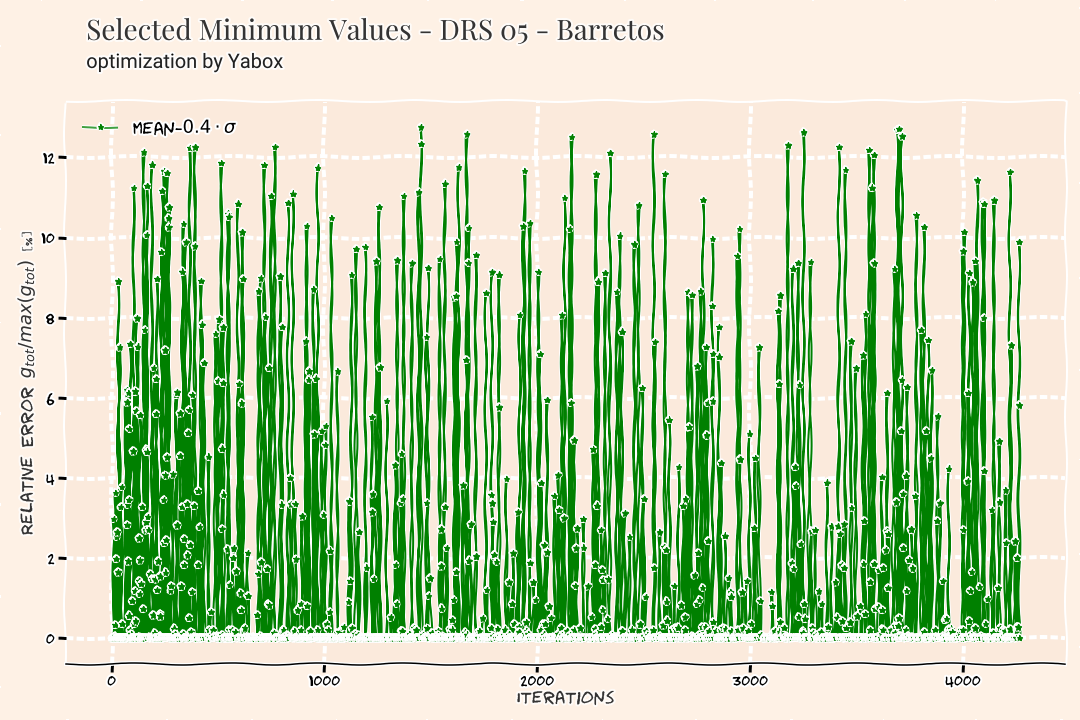 Selected Minimum Values - DRS 05 - Barretos
optimization by Yabox
MEAN-0.4 · σ
RELATIVE ERROR g_tot/max(g_tot) [%]
12
10
8
6
4
2
0
0 1000 2000 3000 4000
ITERATIONS